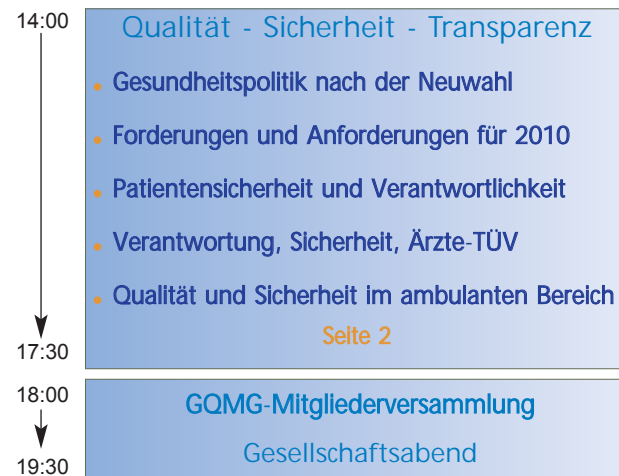 14:00
Qualität - Sicherheit - Transparenz
Gesundheitspolitik nach der Neuwahl
Forderungen und Anforderungen für 2010
Patientensicherheit und Verantwortlichkeit
Verantwortung, Sicherheit, Ärzte-TÜV
Qualität und Sicherheit im ambulanten Bereich
Seite 2
17:30
18:00
GQMG-Mitgliederversammlung
Gesellschaftsabend
19:30